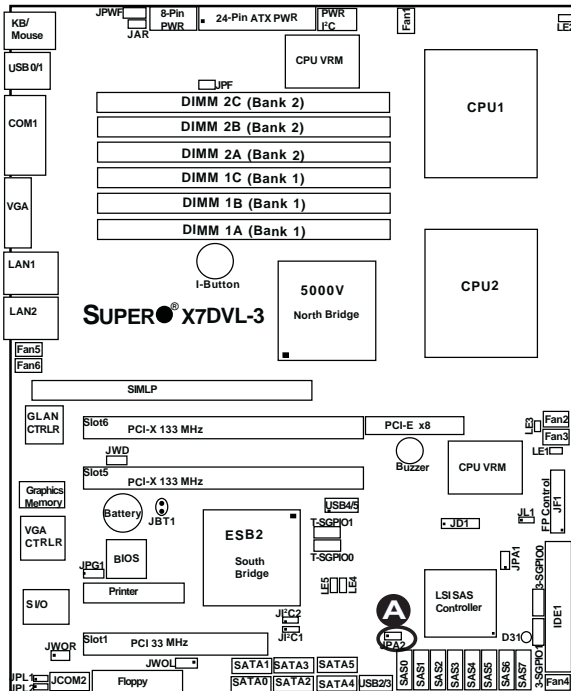 KB/
Mouse
JPWF
JAR
8-Pin
PWR
24-Pin ATX PWR
PWR
I²C
Fan1
LE2
USB0/1
CPU VRM
JPF
COM1
CPU1
DIMM 2C (Bank 2)
DIMM 2B (Bank 2)
DIMM 2A (Bank 2)
DIMM 1C (Bank 1)
DIMM 1B (Bank 1)
DIMM 1A (Bank 1)
VGA
LAN1
I-Button
LAN2
SUPER® X7DVL-3
5000V
North Bridge
CPU2
Fan5
Fan6
SIMLP
GLAN
CTRLR
Slot6
PCI-X 133 MHz
PCI-E x8
LE3
Fan2
Fan3
LE1
JWD
Buzzer
CPU VRM
Slot5
PCI-X 133 MHz
Graphics
Memory
Battery
JBT1
USB4/5
FP Control
JF1
VGA
CTRLR
ESB2
South
Bridge
T-SGPIO1
T-SGPIO0
JD1
JL1
BIOS
JPG1
JPA1
3-SGPIO0
Printer
LE5
LE4
LSI SAS
Controller
S I/O
JI²C2
JI²C1
A
JPA2
D31
3-SGPIO1
IDE1
Slot1
PCI 33 MHz
JWOR
JWOL
JPL1
JPL2
JCOM2
Floppy
SATA1
SATA3
SATA5
SATA0
SATA2
SATA4
USB2/3
SAS0
SAS1
SAS2
SAS3
SAS4
SAS5
SAS6
SAS7
Fan4